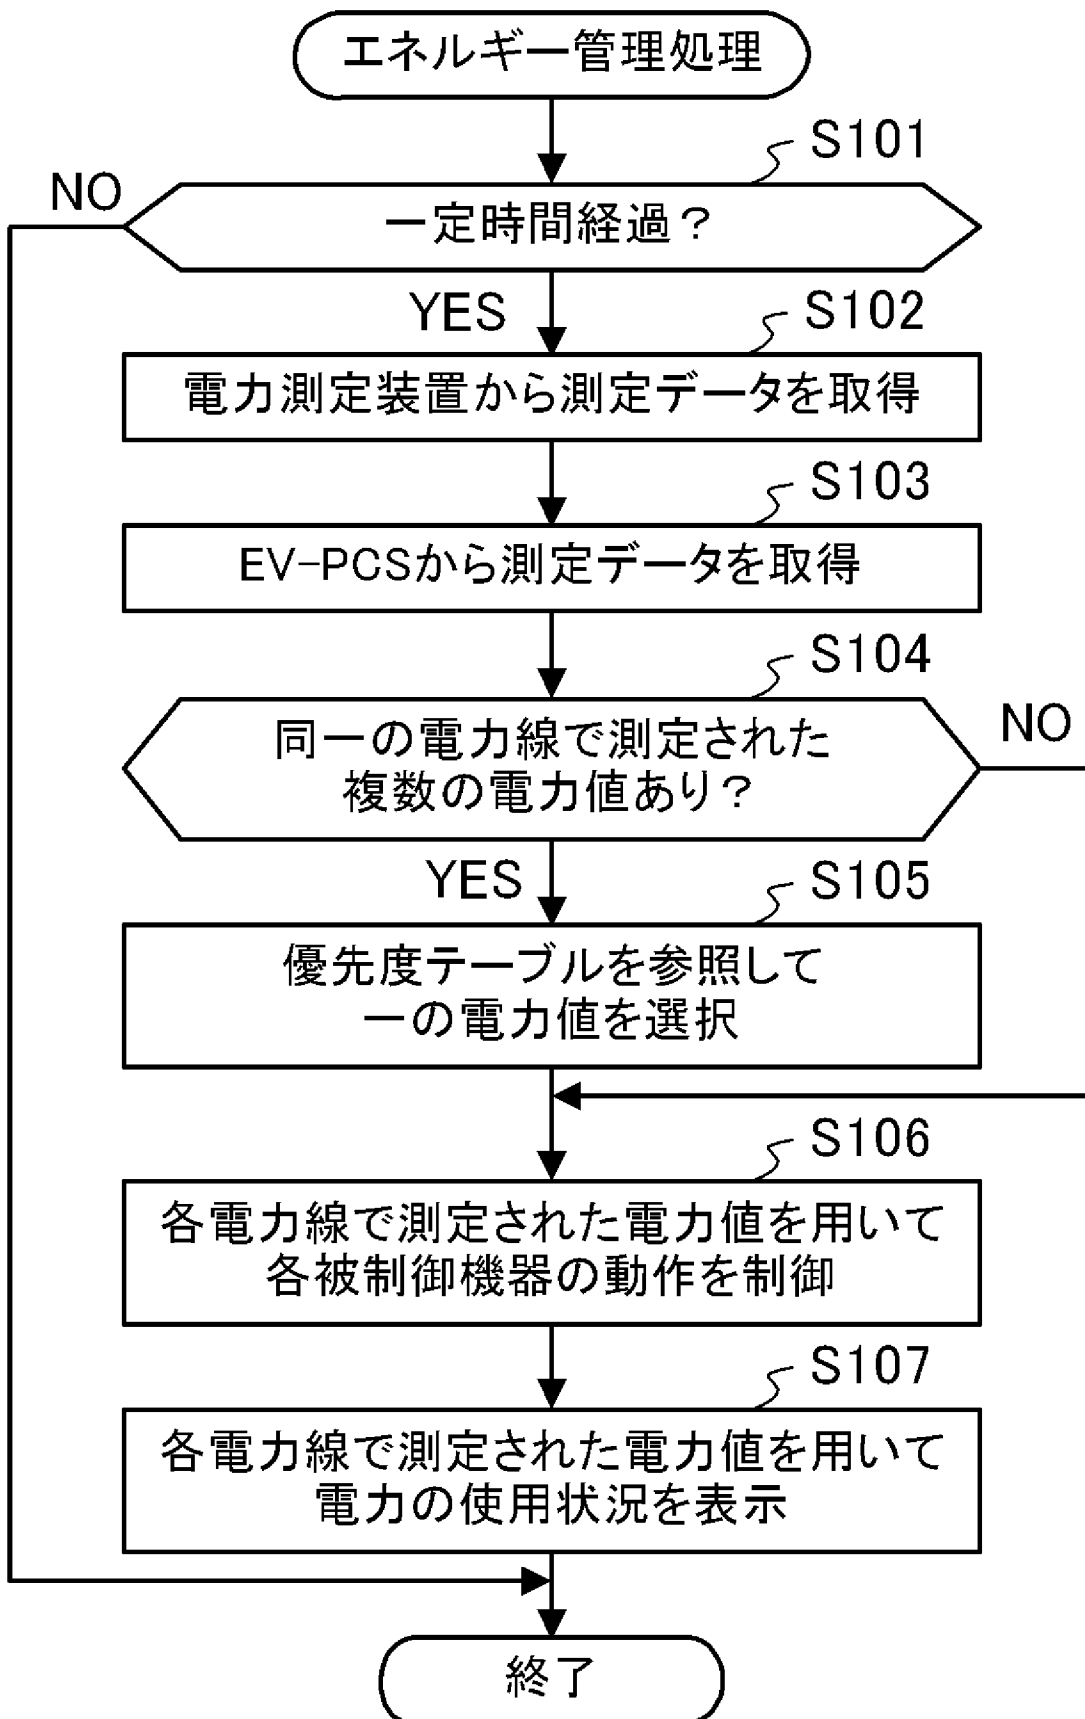 エネルギー管理処理
S101
NO
一定時間経過？
YES
S102
電力測定装置から測定データを取得
S103
EV-PCSから測定データを取得
S104
同一の電力線で測定された
複数の電力値あり？
NO
YES
S105
優先度テーブルを参照して
一の電力値を選択
S106
各電力線で測定された電力値を用いて
各被制御機器の動作を制御
S107
各電力線で測定された電力値を用いて
電力の使用状況を表示
終了